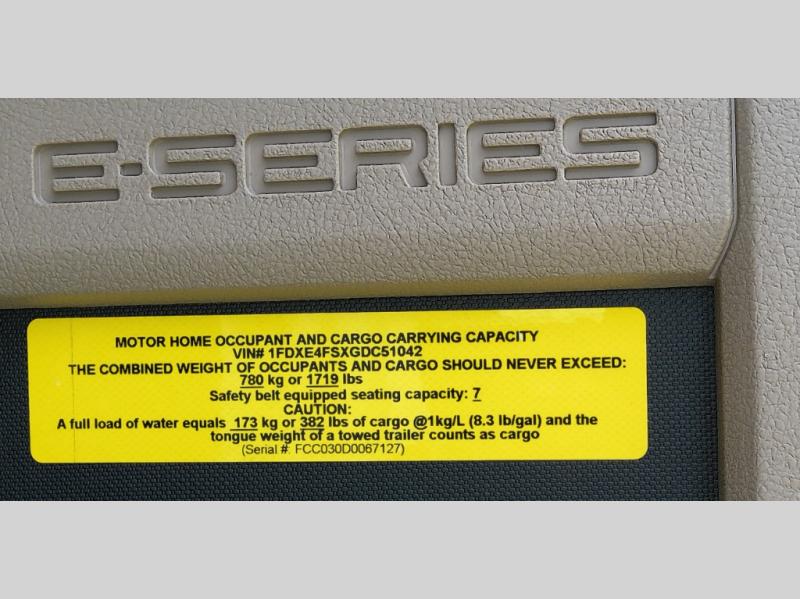 E-SERIES
MOTOR HOME OCCUPANT AND CARGO CARRYING CAPACITY
VIN# 1FDXE4FSXGDC51042
THE COMBINED WEIGHT OF OCCUPANTS AND CARGO SHOULD NEVER EXCEED:
780 kg or 1719 lbs
Safety belt equipped seating capacity: 7
CAUTION:
A full load of water equals 173 kg or 382 lbs of cargo @1kg/L (8.3 lb/gal) and the
tongue weight of a towed trailer counts as cargo
(Serial #: FCC030D0067127)